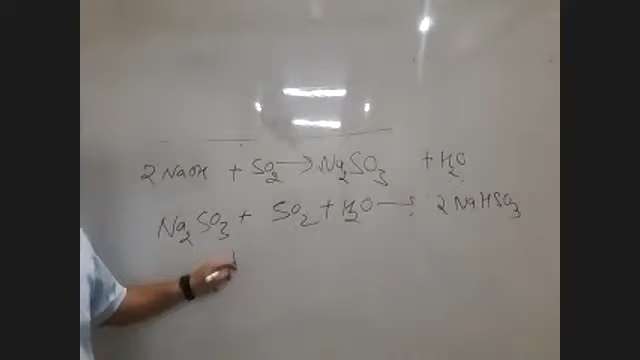 2 NaOH + SO2 → Na2SO3 + H2O
Na2SO3 + SO2 + H2O → 2 NaHSO3